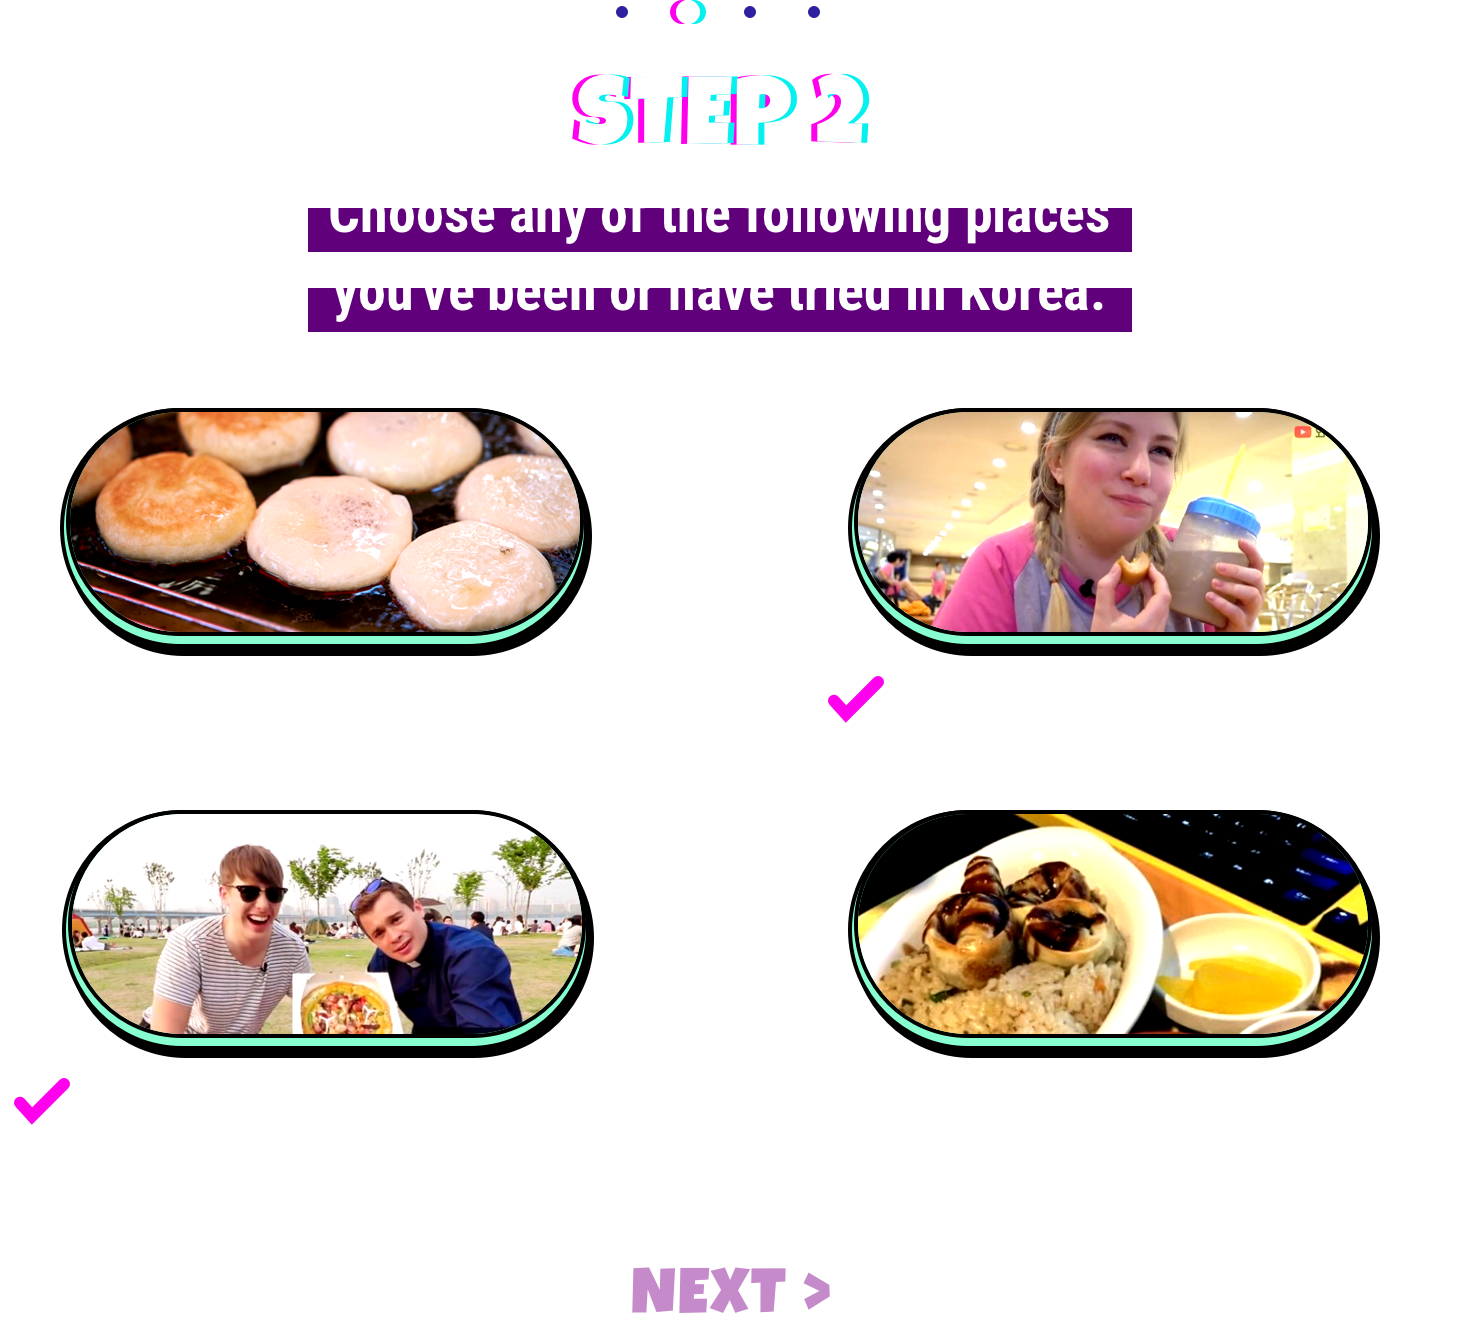 STEP 2
Choose any of the following places
you've been or have tried in Korea.
NEXT >